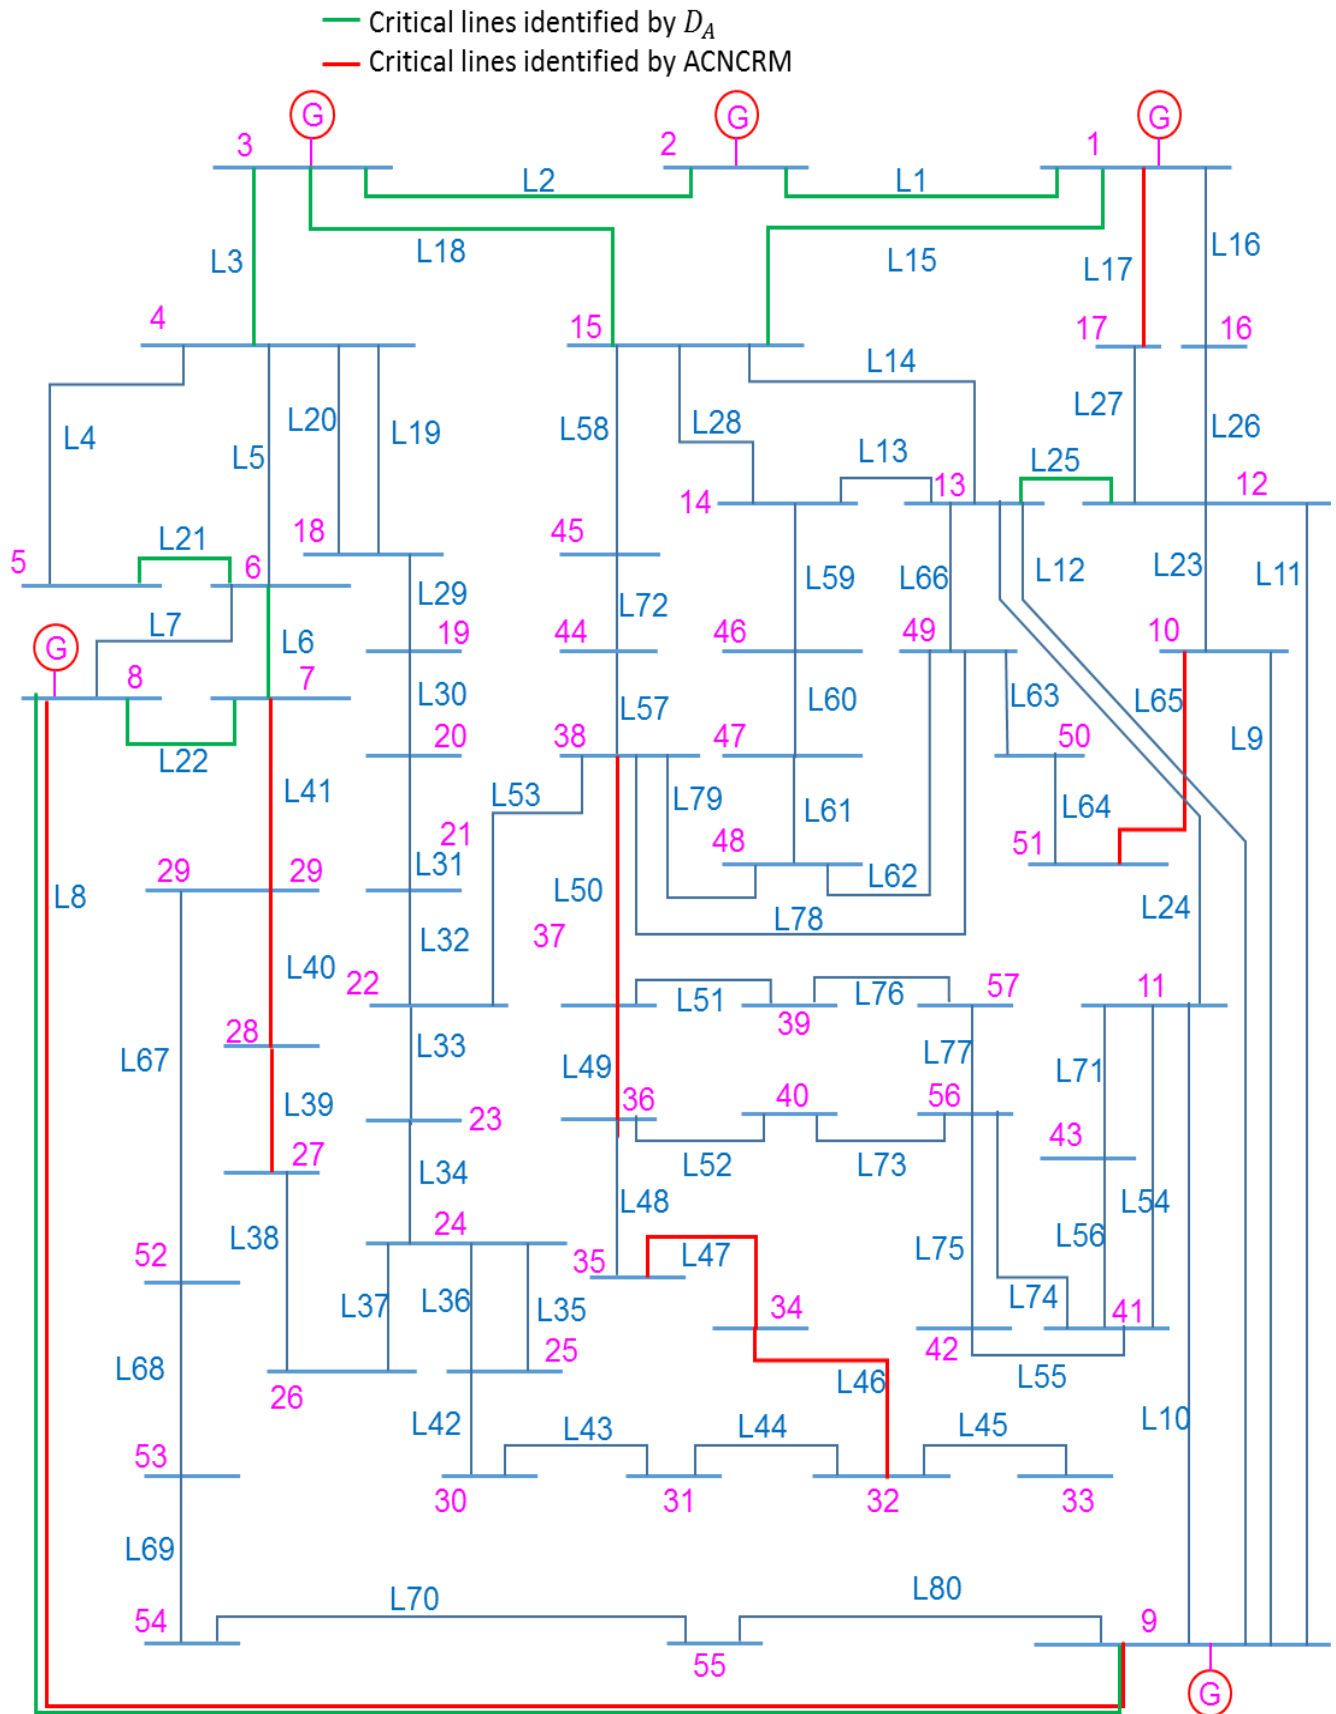 Critical lines identified by D_A
Critical lines identified by ACNCRM
G G G
3 2 1
L2 L1
L3 L18 L15 L17 L16
4 15 17 16
L14
L4 L5 L20 L19 L58 L28 L27 L26
L13 L25
14 13 12
18 45
5 L21 6
L29 L72 L59 L66 L12 L23 L11
G L7 L6 19 44 46 49 10
8 7
L22 L30 L57 L60 L63 L65 L9
20 38 47 50
L41 L53 L79 L61 L64
21 48 51
29 29 L31 L50 L62
L8 L78 L24
L40 L32 37
22 L51 L76 57 11
39
28 L33 L77
L67 L39 L49 L71
36 40 56
23
27 L52 L73 43
L34
L48 L54
24
L38 L47 L75 L56
52 35
L37 L36 L35 34 L74 41
25 42
L68 26 L46 L55
L42 L43 L44 L45 L10
53
30 31 32 33
L69
L70 L80
54 9
55
G